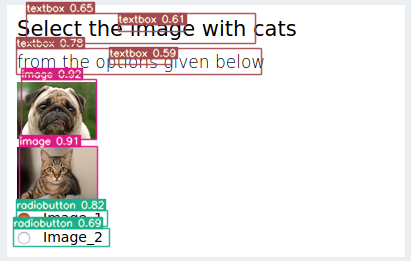 textbox 0.65
textbox 0.61
Select the image with cats
textbox 0.78
textbox 0.59
from the options given below
image 0.92
image 0.91
radiobutton 0.82
Image_1
radiobutton 0.69
Image_2